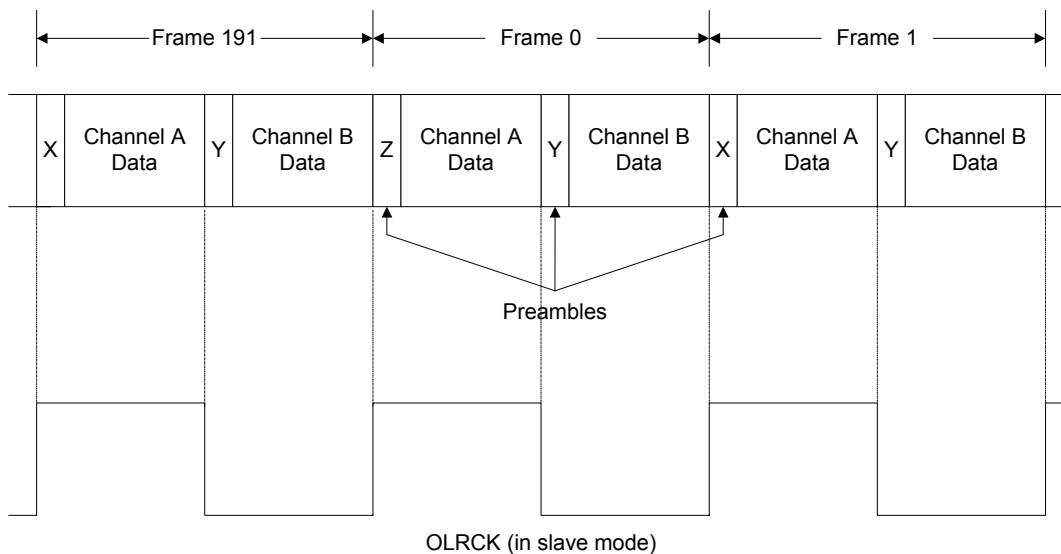 Frame 191
Frame 0
Frame 1
X
Channel A
Data
Y
Channel B
Data
Z
Channel A
Data
Y
Channel B
Data
X
Channel A
Data
Y
Channel B
Data
Preambles
OLRCK (in slave mode)